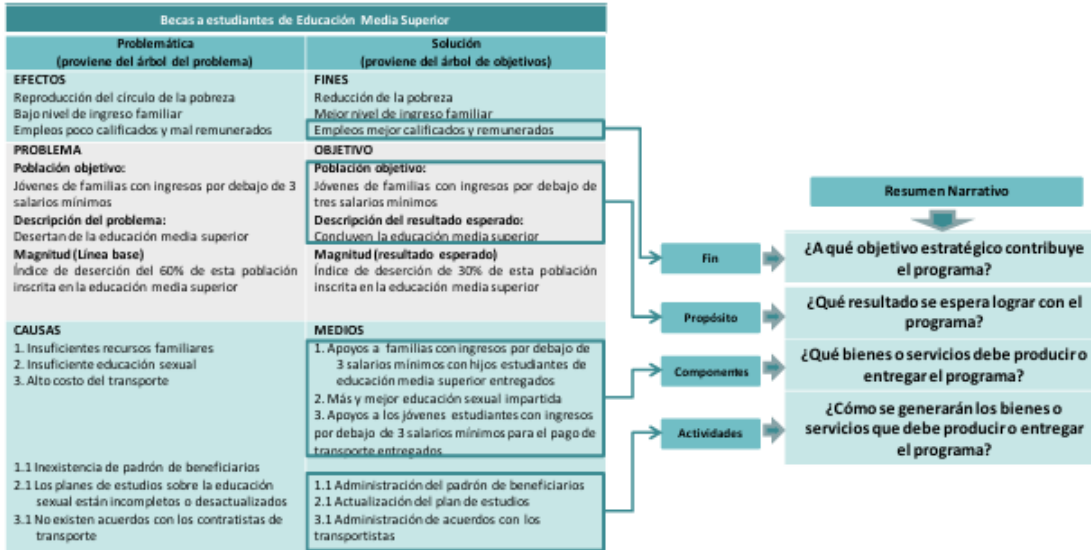 Becas a estudiantes de Educación Media Superior
Problemática
(proviene del árbol del problema)
Solución
(proviene del árbol de objetivos)
EFECTOS
Reproducción del círculo de la pobreza
Bajo nivel de ingreso familiar
Empleos poco calificados y mal remunerados
FINES
Reducción de la pobreza
Mejor nivel de ingreso familiar
Empleos mejor calificados y remunerados
PROBLEMA
Población objetivo:
Jóvenes de familias con ingresos por debajo de 3
salarios mínimos
Descripción del problema:
Desertan de la educación media superior
Magnitud (Línea base)
Índice de deserción del 60% de esta población
inscrita en la educación media superior
OBJETIVO
Población objetivo:
Jóvenes de familias con ingresos por debajo de
tres salarios mínimos
Descripción del resultado esperado:
Concluyen la educación media superior
Magnitud (resultado esperado)
Índice de deserción de 30% de esta población
inscrita en la educación media superior
CAUSAS
1. Insuficientes recursos familiares
2. Insuficiente educación sexual
3. Alto costo del transporte
1.1 Inexistencia de padrón de beneficiarios
2.1 Los planes de estudios sobre la educación
sexual están incompletos o desactualizados
3.1 No existen acuerdos con los contratistas de
transporte
MEDIOS
1. Apoyos a familias con ingresos por debajo de
3 salarios mínimos con hijos estudiantes de
educación media superior entregados
2. Más y mejor educación sexual impartida
3. Apoyos a los jóvenes estudiantes con ingresos
por debajo de 3 salarios mínimos para el pago de
transporte entregados
1.1 Administración del padrón de beneficiarios
2.1 Actualización del plan de estudios
3.1 Administración de acuerdos con los
transportistas
Resumen Narrativo
Fin
¿A qué objetivo estratégico contribuye
el programa?
Propósito
¿Qué resultado se espera lograr con el
programa?
Componentes
¿Qué bienes o servicios debe producir o
entregar el programa?
Actividades
¿Cómo se generarán los bienes o
servicios que debe producir o entregar
el programa?